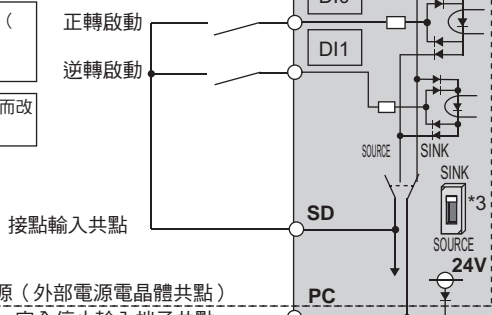 (
正轉啟動
DI1
逆轉啟動
而改
SOURCE SINK
SINK
*3
SOURCE
接點輸入共點
SD
24V
源（外部電源電晶體共點）
PC